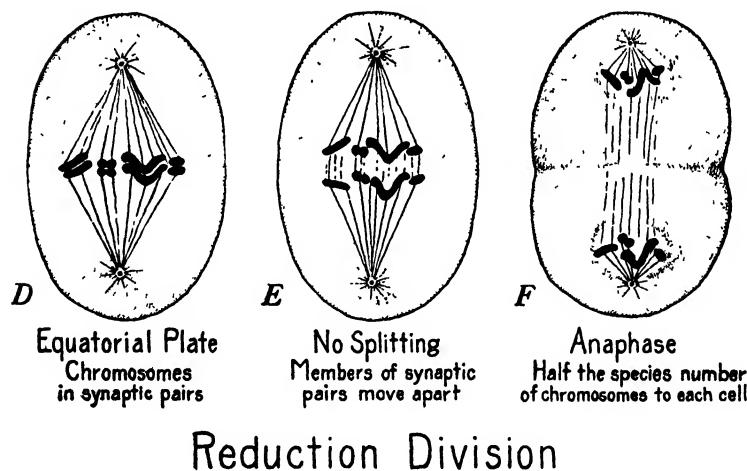 D
Equatorial Plate
Chromosomes
in synaptic pairs
E
No Splitting
Members of synaptic
pairs move apart
F
Anaphase
Half the species number
of chromosomes to each cell
Reduction Division